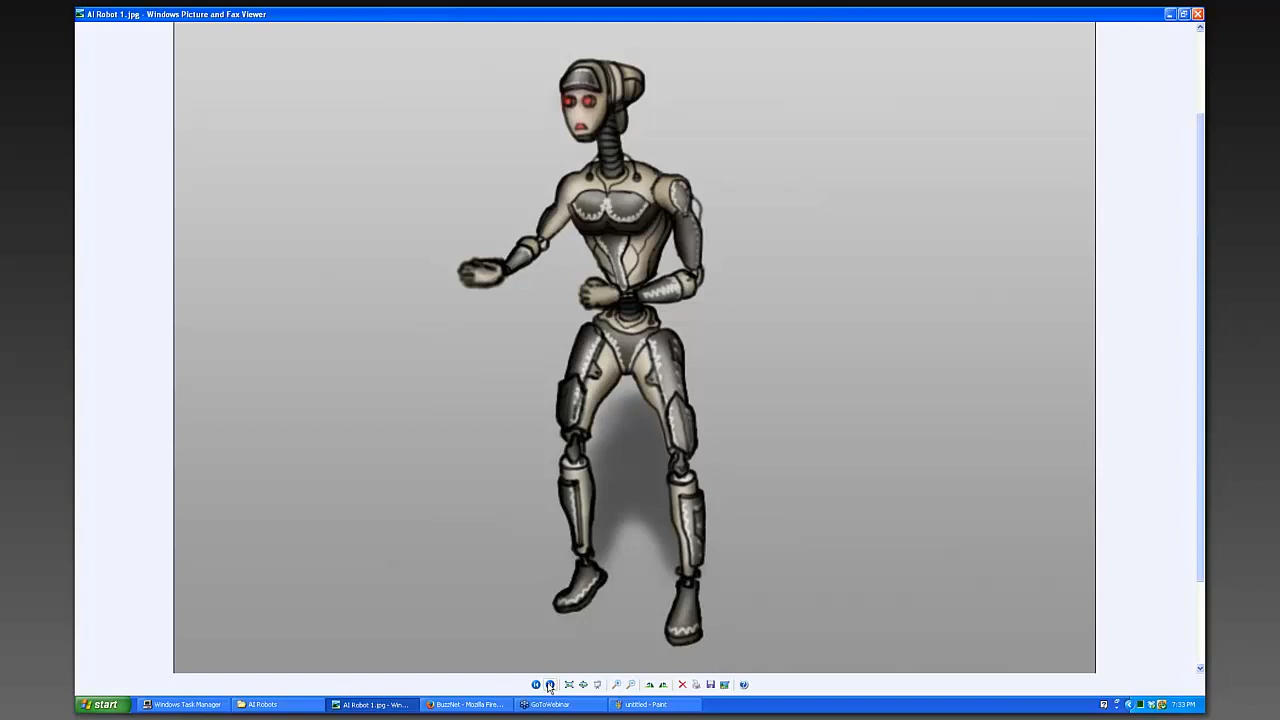 AI Robot 1.jpg - Windows Picture and Fax Viewer
start
Windows Task Manager
AI Robots
AI Robot 1.jpg - Win...
BuzzNet - Mozilla Fire...
GoToWebinar
untitled - Paint
7:33 PM